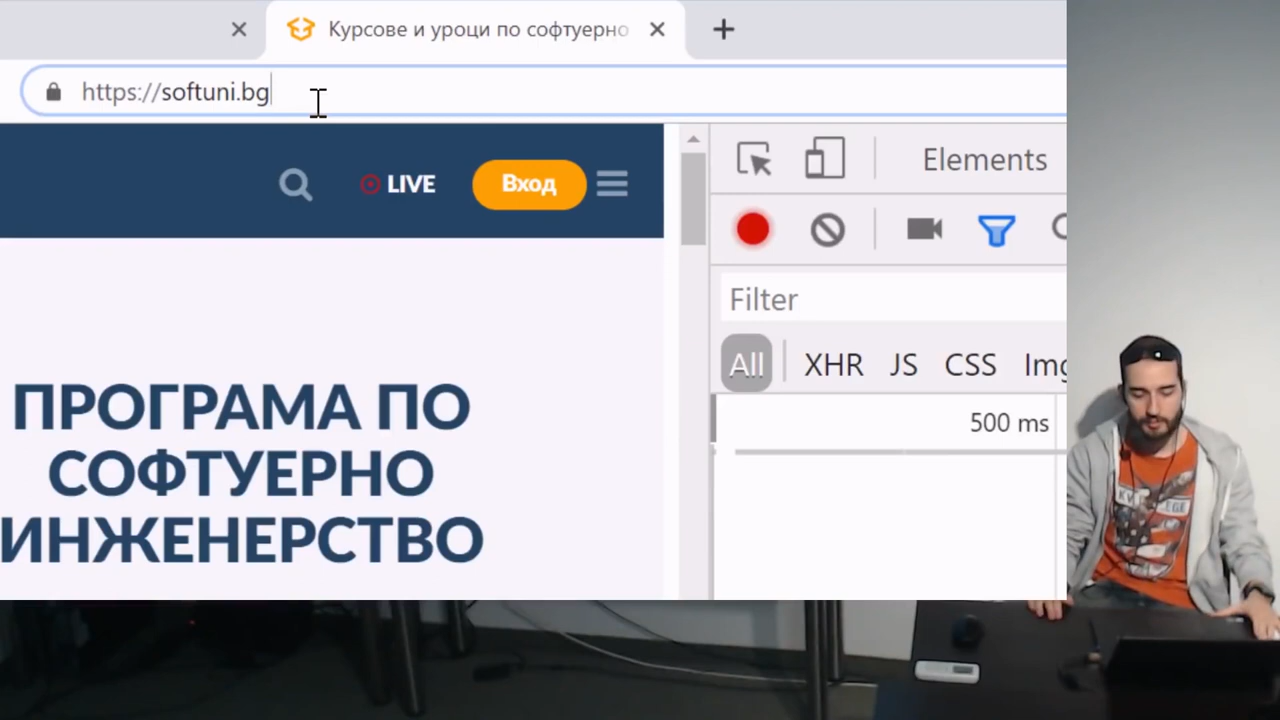 Курсове и уроци по софтуерно
https://softuni.bg
LIVE
Вход
Elements
Filter
All
XHR
JS
CSS
Img
500 ms
ПРОГРАМА ПО
СОФТУЕРНО
ИНЖЕНЕРСТВО